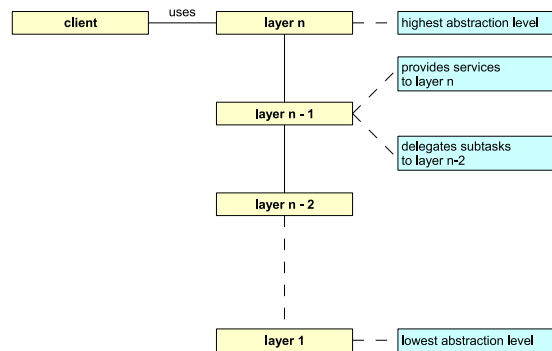 client
uses
layer n
highest abstraction level
provides services
to layer n
layer n - 1
delegates subtasks
to layer n-2
layer n - 2
layer 1
lowest abstraction level